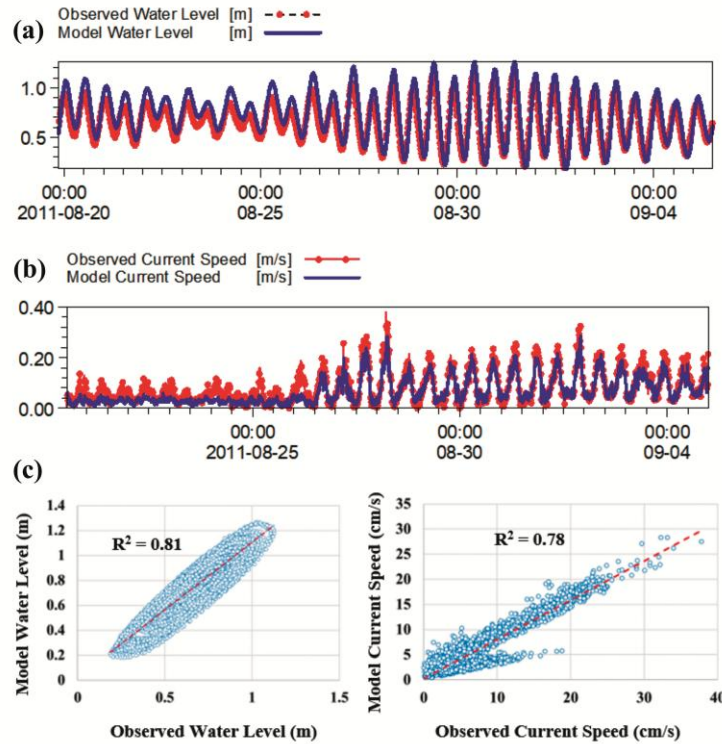 (a)
Observed Water Level [m]
Model Water Level [m]
1.0
0.5
00:00 00:00 00:00 00:00
2011-08-20 08-25 08-30 09-04
(b)
Observed Current Speed [m/s]
Model Current Speed [m/s]
0.40
0.20
0.00
00:00 00:00 00:00
2011-08-25 08-30 09-04
(c)
Model Water Level (m)
1.4
1.2
1
0.8
0.6
0.4
0.2
0
R² = 0.81
0 0.5 1 1.5
Observed Water Level (m)
Model Current Speed (cm/s)
35
30
25
20
15
10
5
0
R² = 0.78
0 10 20 30 40
Observed Current Speed (cm/s)